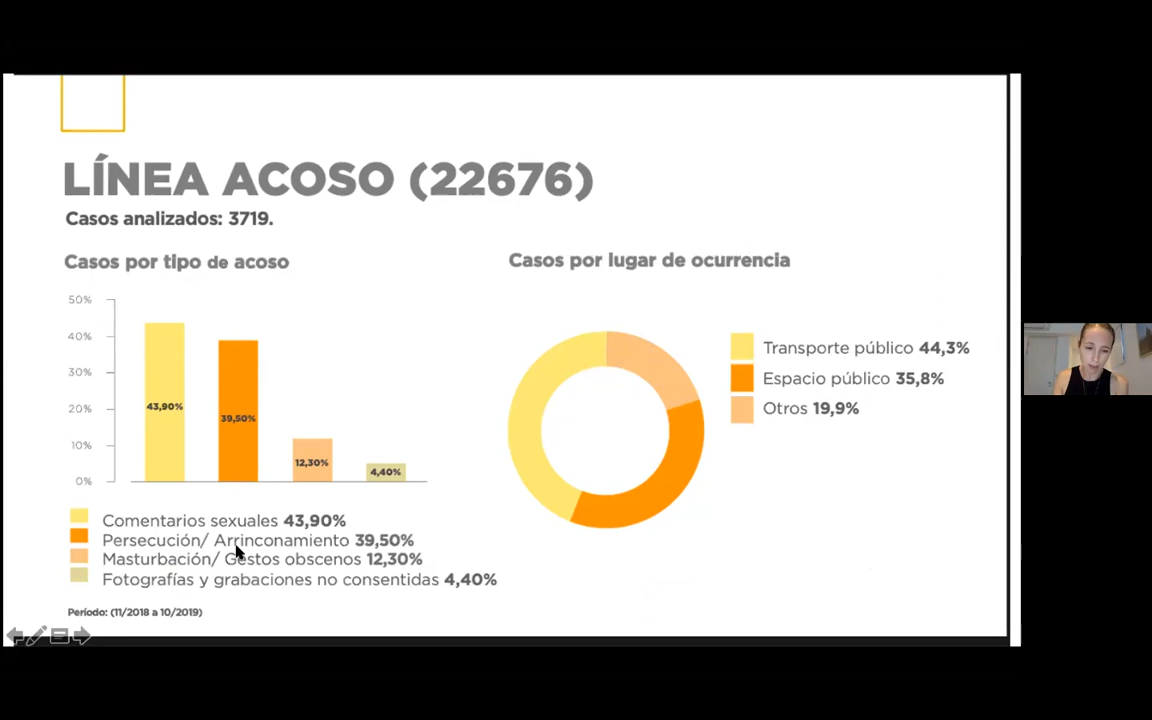 LÍNEA ACOSO (22676)
Casos analizados: 3719.
Casos por tipo de acoso
50%
40%
30%
20%
10%
0%
43,90%
39,50%
12,30%
4,40%
Comentarios sexuales 43,90%
Persecución/ Arrinconamiento 39,50%
Masturbación/ Gestos obscenos 12,30%
Fotografías y grabaciones no consentidas 4,40%
Período: (11/2018 a 10/2019)
Casos por lugar de ocurrencia
Transporte público 44,3%
Espacio público 35,8%
Otros 19,9%